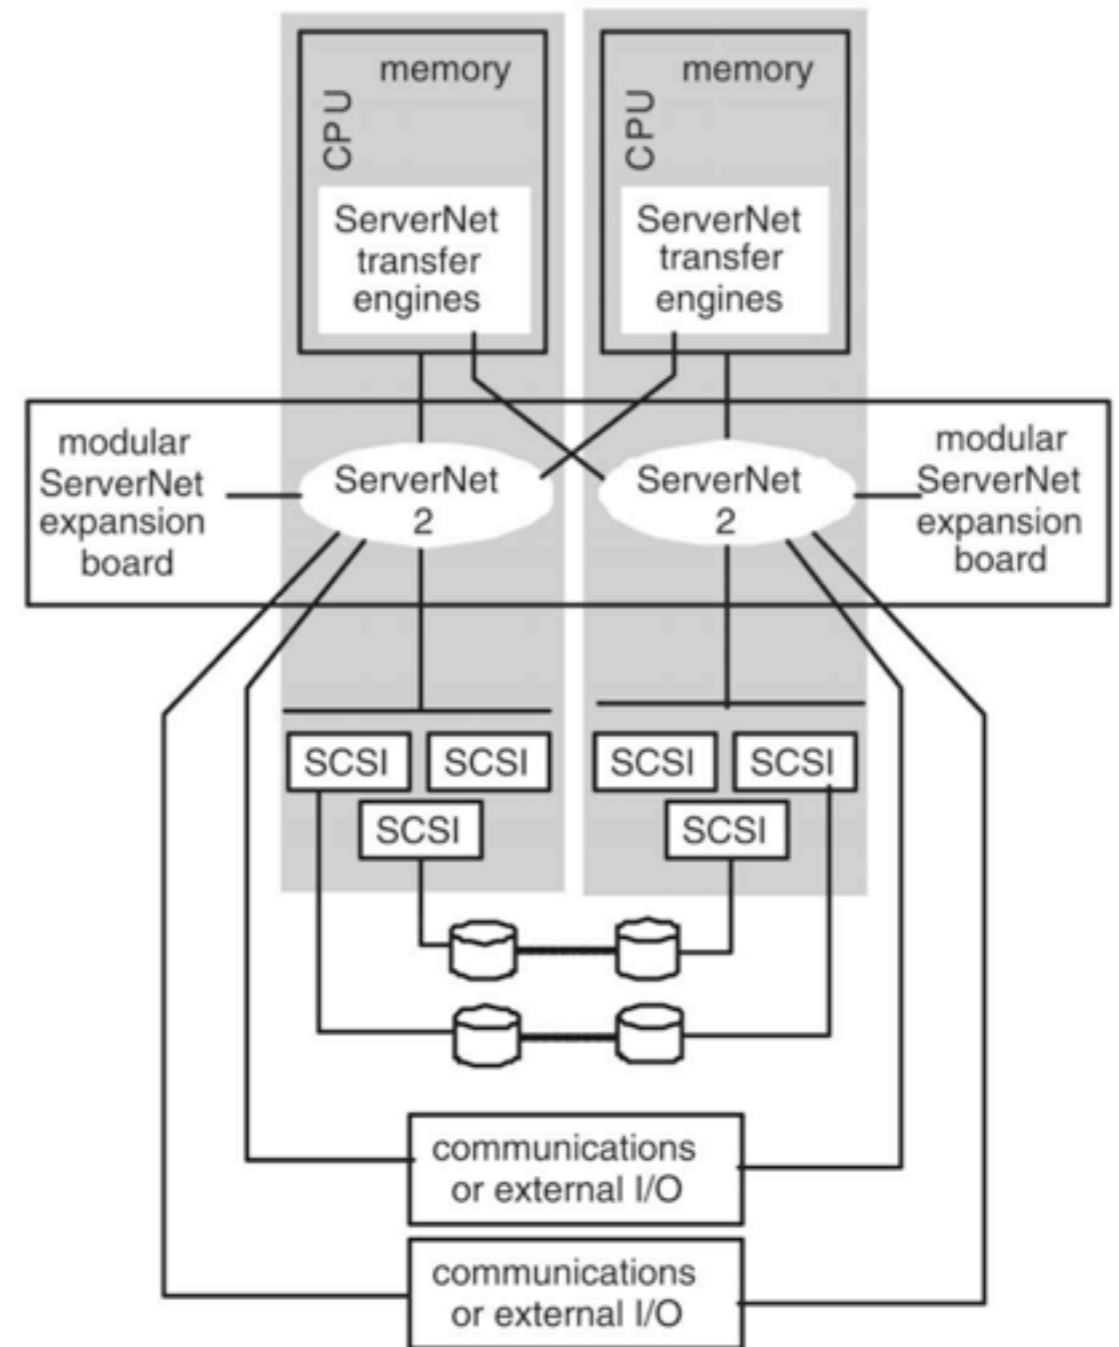 memory
CPU
ServerNet
transfer
engines
memory
CPU
ServerNet
transfer
engines
modular
ServerNet
expansion
board
ServerNet
2
ServerNet
2
modular
ServerNet
expansion
board
SCSI
SCSI
SCSI
SCSI
SCSI
SCSI
communications
or external I/O
communications
or external I/O